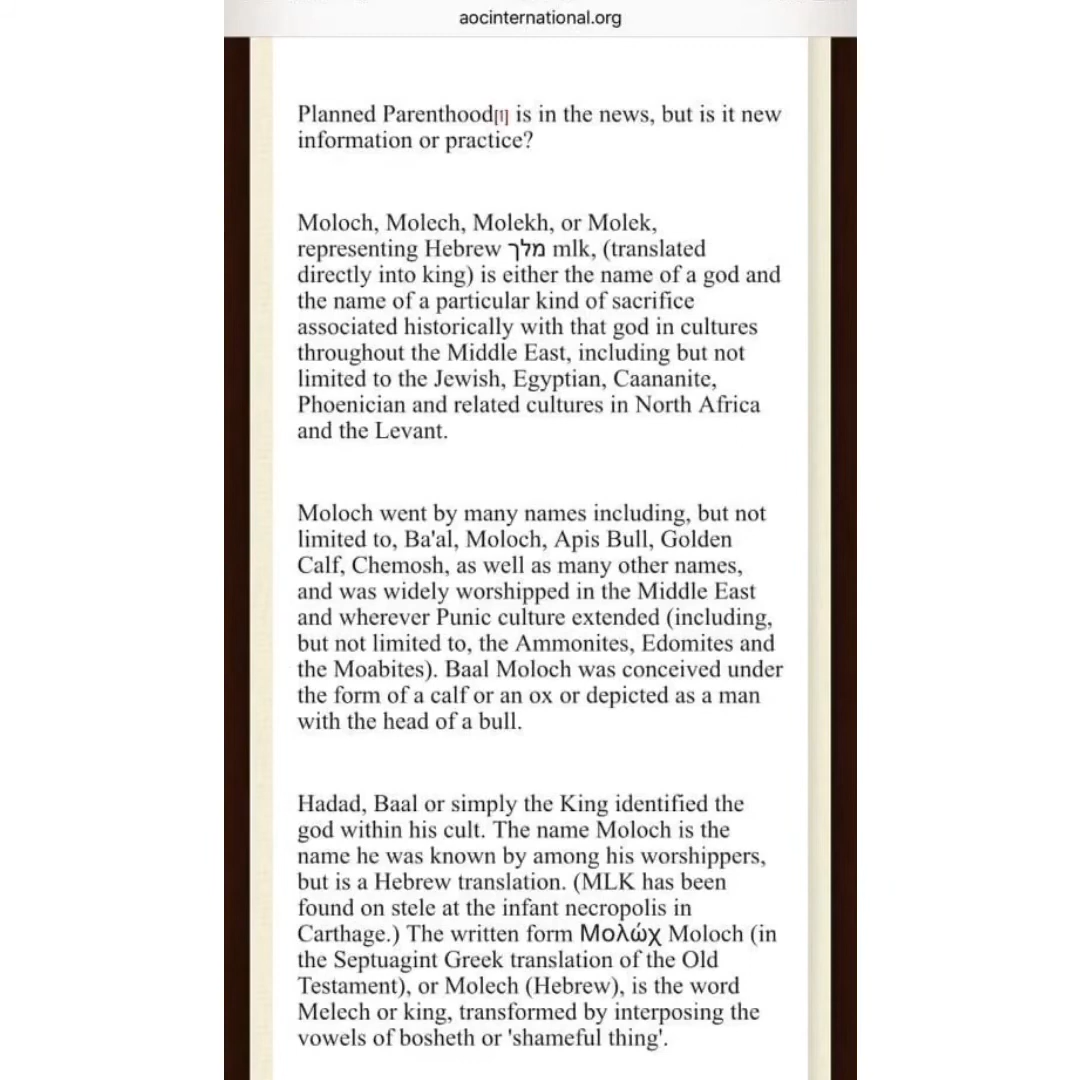 aocinternational.org
Planned Parenthood[1] is in the news, but is it new
information or practice?
Moloch, Molech, Molekh, or Molek,
representing Hebrew מלך mlk, (translated
directly into king) is either the name of a god and
the name of a particular kind of sacrifice
associated historically with that god in cultures
throughout the Middle East, including but not
limited to the Jewish, Egyptian, Caananite,
Phoenician and related cultures in North Africa
and the Levant.
Moloch went by many names including, but not
limited to, Ba'al, Moloch, Apis Bull, Golden
Calf, Chemosh, as well as many other names,
and was widely worshipped in the Middle East
and wherever Punic culture extended (including,
but not limited to, the Ammonites, Edomites and
the Moabites). Baal Moloch was conceived under
the form of a calf or an ox or depicted as a man
with the head of a bull.
Hadad, Baal or simply the King identified the
god within his cult. The name Moloch is the
name he was known by among his worshippers,
but is a Hebrew translation. (MLK has been
found on stele at the infant necropolis in
Carthage.) The written form Μολώχ Moloch (in
the Septuagint Greek translation of the Old
Testament), or Molech (Hebrew), is the word
Melech or king, transformed by interposing the
vowels of bosheth or 'shameful thing'.